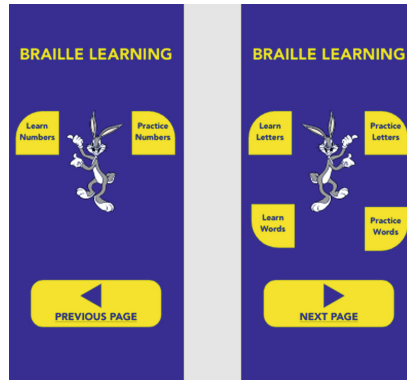 BRAILLE LEARNING
Learn
Numbers
Practice
Numbers
PREVIOUS PAGE
BRAILLE LEARNING
Learn
Letters
Practice
Letters
Learn
Words
Practice
Words
NEXT PAGE